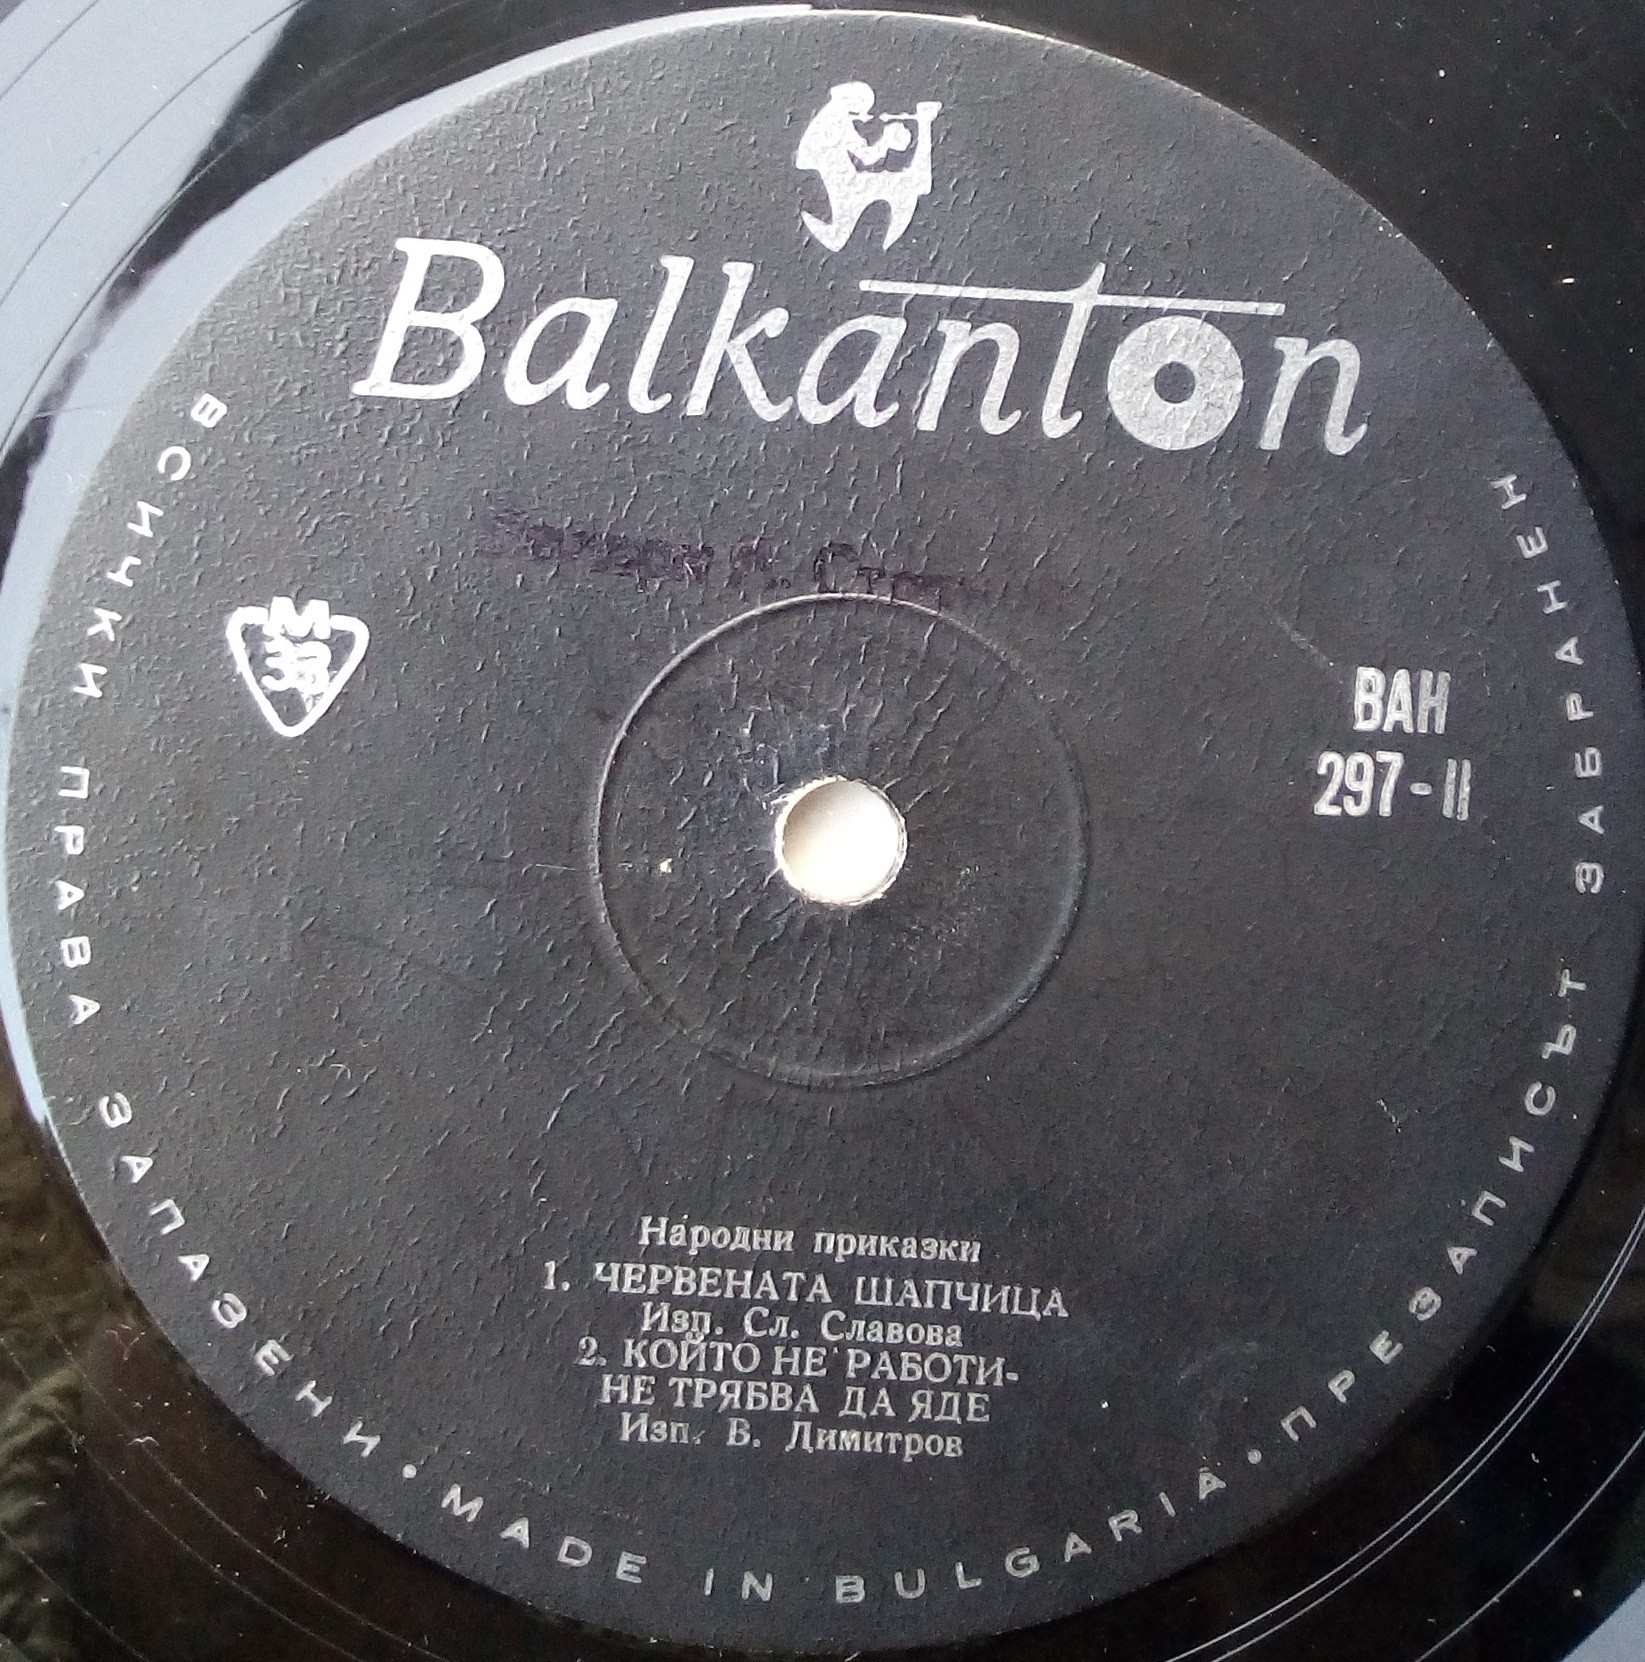 Balkanton
М
33
ВАН
297-II
Народни приказки
1. ЧЕРВЕНАТА ШАПЧИЦА
Изп. Сл. Славова
2. КОЙТО НЕ РАБОТИ-
НЕ ТРЯБВА ДА ЯДЕ
Изп. В. Димитров
ВСИЧКИ ПРАВА ЗАПАЗЕНИ • MADE IN BULGARIA • ПРЕЗАПИСЪТ ЗАБРАНЕН